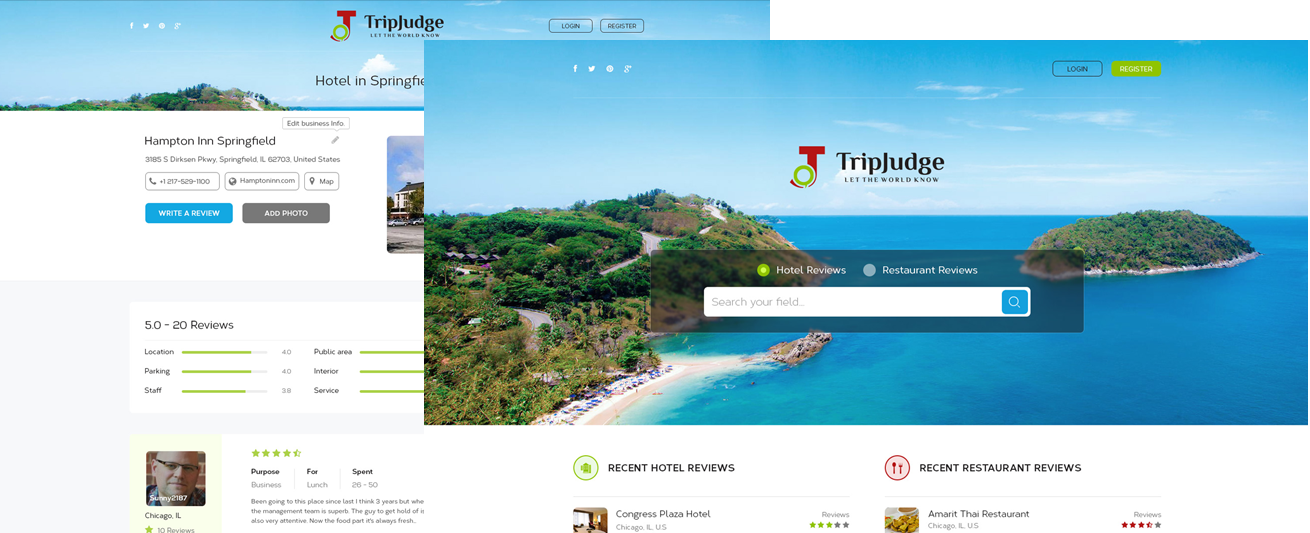 TripJudge
LET THE WORLD KNOW
LOGIN
REGISTER
Hotel in Springfie
Edit business Info.
Hampton Inn Springfield
3185 S Dirksen Pkwy, Springfield, IL 62703, United States
+1 217-529-1100
Hamptoninn.com
Map
WRITE A REVIEW
ADD PHOTO
5.0 - 20 Reviews
Location 4.0
Public area
Parking 4.0
Interior
Staff 3.8
Service
Sunny2187
Chicago, IL
10 Reviews
Purpose For Spent
Business Lunch 26 - 50
Been going to this place since last I think 3 years but whe
the management team is superb. The guy to get hold of i
also very attentive. Now the food part it's always fresh..
LOGIN
REGISTER
TripJudge
LET THE WORLD KNOW
Hotel Reviews
Restaurant Reviews
Search your field...
RECENT HOTEL REVIEWS
Congress Plaza Hotel
Chicago, IL, U.S
Reviews
RECENT RESTAURANT REVIEWS
Amarit Thai Restaurant
Chicago, IL, U.S
Reviews